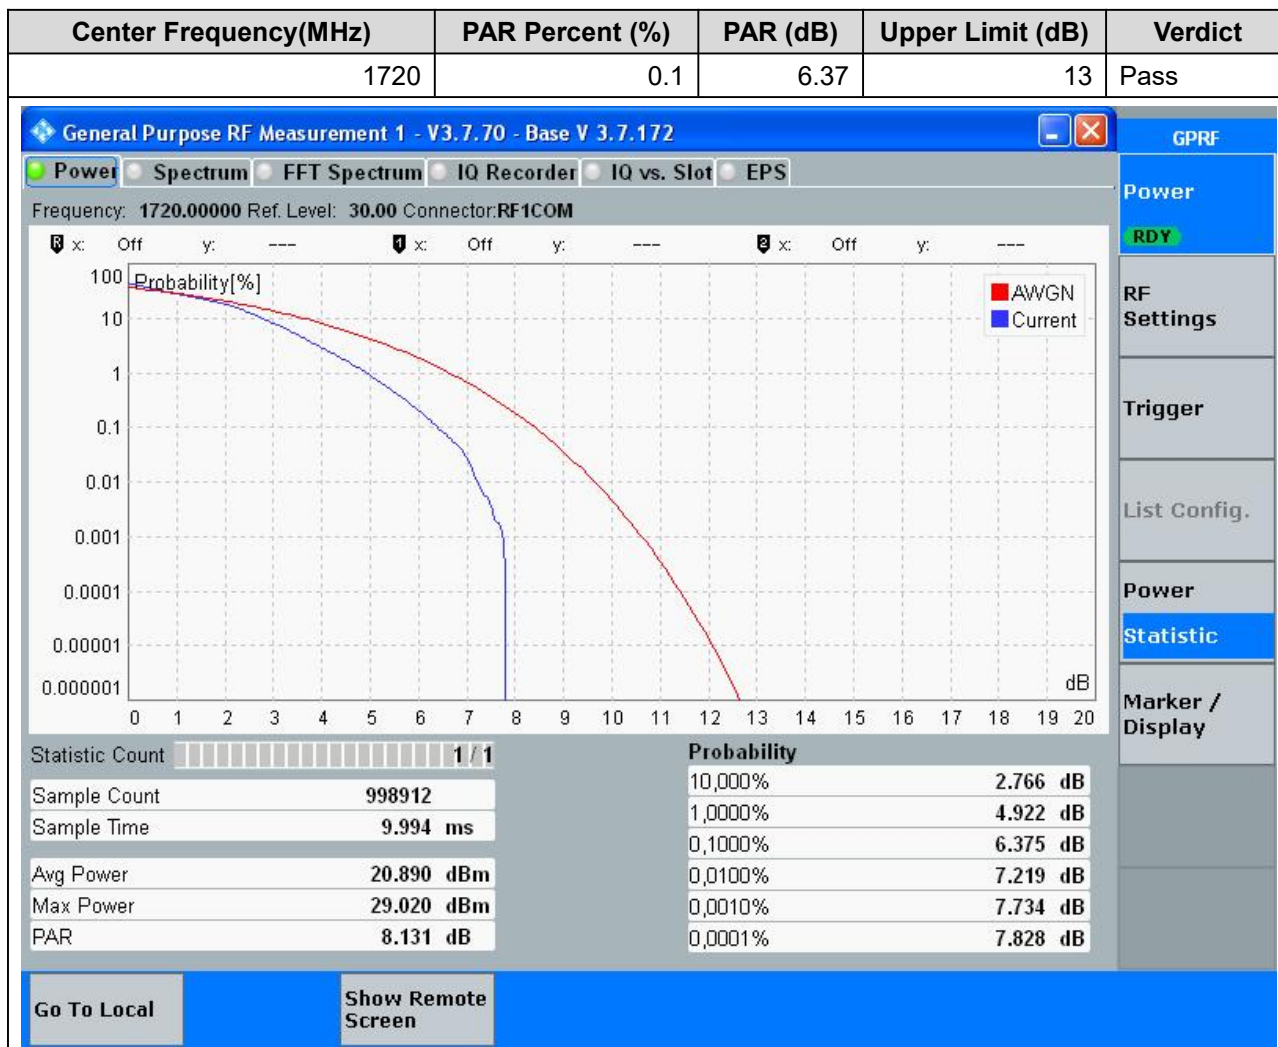 Center Frequency(MHz) PAR Percent (%) PAR (dB) Upper Limit (dB) Verdict
1720 0.1 6.37 13 Pass
General Purpose RF Measurement 1 - V3.7.70 - Base V 3.7.172
GPRF
Power Spectrum FFT Spectrum IQ Recorder IQ vs. Slot EPS
Frequency: 1720.00000 Ref. Level: 30.00 Connector:RF1COM
R x: Off y: --- 1 x: Off y: --- 2 x: Off y: ---
Probability[%]
AWGN
Current
100
10
1
0.1
0.01
0.001
0.0001
0.00001
0.000001
dB
0 1 2 3 4 5 6 7 8 9 10 11 12 13 14 15 16 17 18 19 20
Statistic Count 1 / 1
Sample Count 998912
Sample Time 9.994 ms
Avg Power 20.890 dBm
Max Power 29.020 dBm
PAR 8.131 dB
Probability
10,000% 2.766 dB
1,0000% 4.922 dB
0,1000% 6.375 dB
0,0100% 7.219 dB
0,0010% 7.734 dB
0,0001% 7.828 dB
Power
RDY
RF
Settings
Trigger
List Config.
Power
Statistic
Marker /
Display
Go To Local
Show Remote
Screen